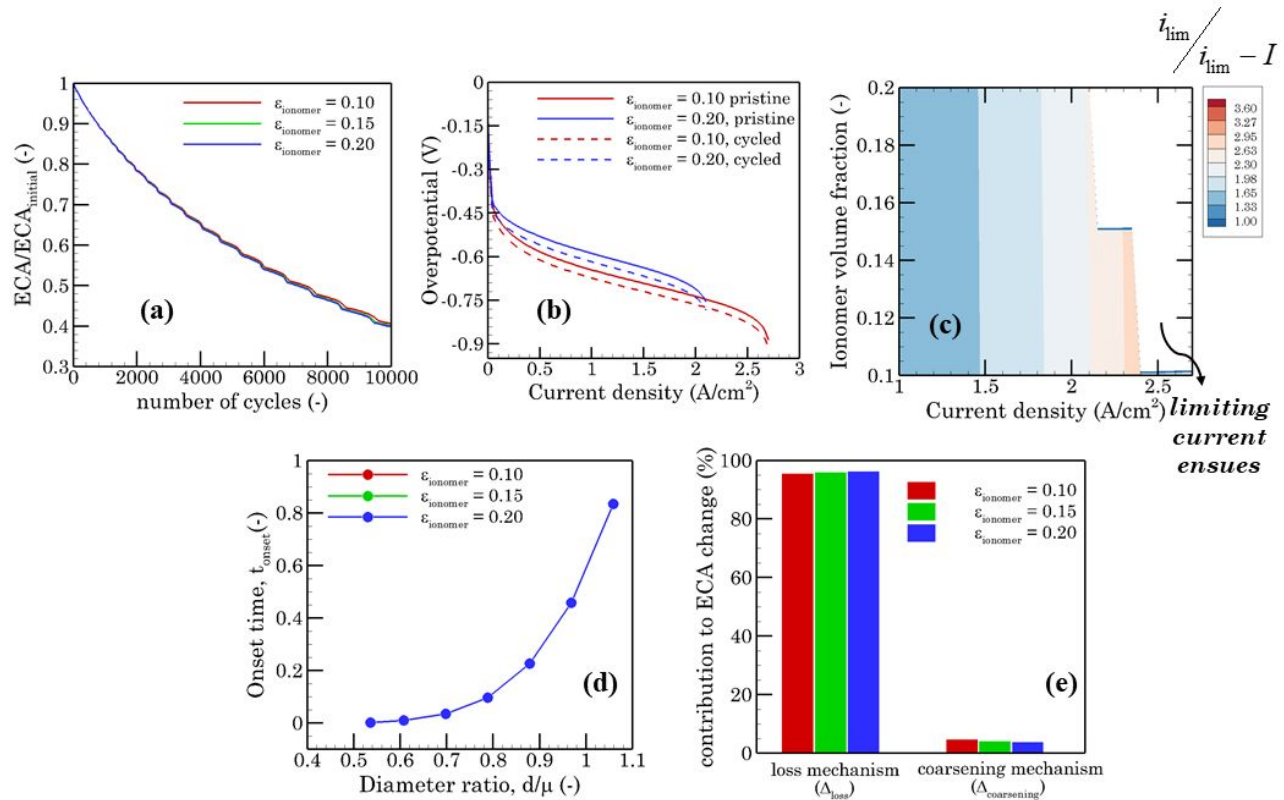 i_lim / i_lim − I
1
0.9
0.8
0.7
0.6
0.5
0.4
0.3
0
2000
4000
6000
8000
10000
ECA/ECA_initial (-)
number of cycles (-)
ε_ionomer = 0.10
ε_ionomer = 0.15
ε_ionomer = 0.20
(a)
0
-0.15
-0.3
-0.45
-0.6
-0.75
-0.9
0
0.5
1
1.5
2
2.5
3
Overpotential (V)
Current density (A/cm²)
ε_ionomer = 0.10 pristine
ε_ionomer = 0.20, pristine
ε_ionomer = 0.10, cycled
ε_ionomer = 0.20, cycled
(b)
0.2
0.18
0.16
0.14
0.12
0.1
1
1.5
2
2.5
Ionomer volume fraction (-)
Current density (A/cm²)
(c)
3.60
3.27
2.95
2.63
2.30
1.98
1.65
1.33
1.00
limiting
current
ensues
1
0.8
0.6
0.4
0.2
0
0.4
0.5
0.6
0.7
0.8
0.9
1
1.1
Onset time, t_onset(-)
Diameter ratio, d/μ (-)
ε_ionomer = 0.10
ε_ionomer = 0.15
ε_ionomer = 0.20
(d)
100
80
60
40
20
0
contribution to ECA change (%)
ε_ionomer = 0.10
ε_ionomer = 0.15
ε_ionomer = 0.20
(e)
loss mechanism
(Δ_loss)
coarsening mechanism
(Δ_coarsening)